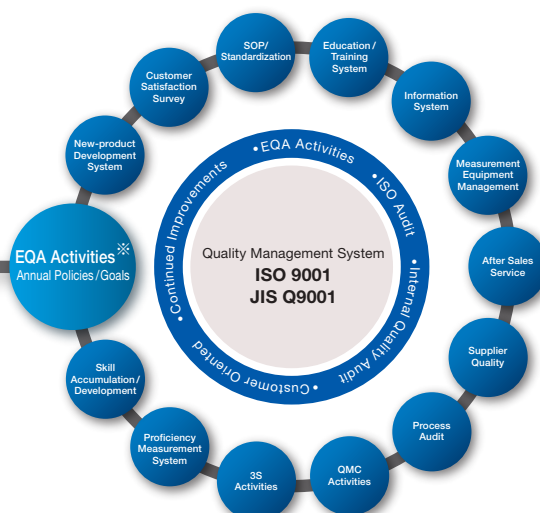 SOP/
Standardization
Education/
Training
System
Customer
Satisfaction
Survey
Information
System
New-product
Development
System
Measurement
Equipment
Management
EQA Activities※
Annual Policies/Goals
After Sales
Service
Skill
Accumulation/
Development
Supplier
Quality
Proficiency
Measurement
System
Process
Audit
3S
Activities
QMC
Activities
•EQA Activities
•ISO Audit
•Internal Quality Audit
•Customer Oriented
•Continued Improvements
Quality Management System
ISO 9001
JIS Q9001